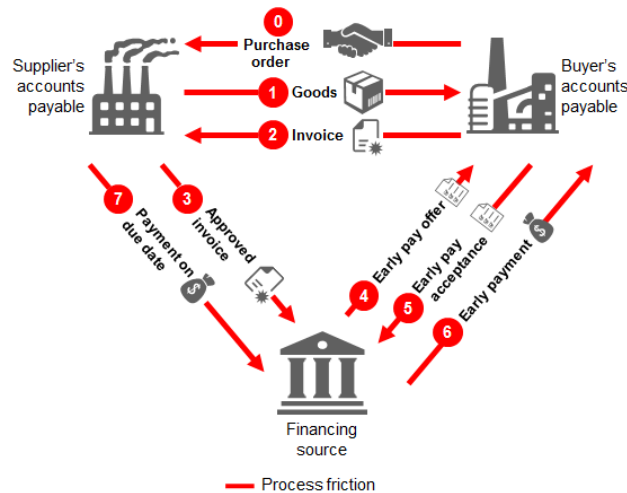 0
Purchase
order
Supplier's
accounts
payable
Buyer's
accounts
payable
1 Goods
2 Invoice
7
Payment on
due date
3
Approved
invoice
4 Early pay offer
5 Early pay
acceptance
6 Early payment
$
$
Financing
source
Process friction